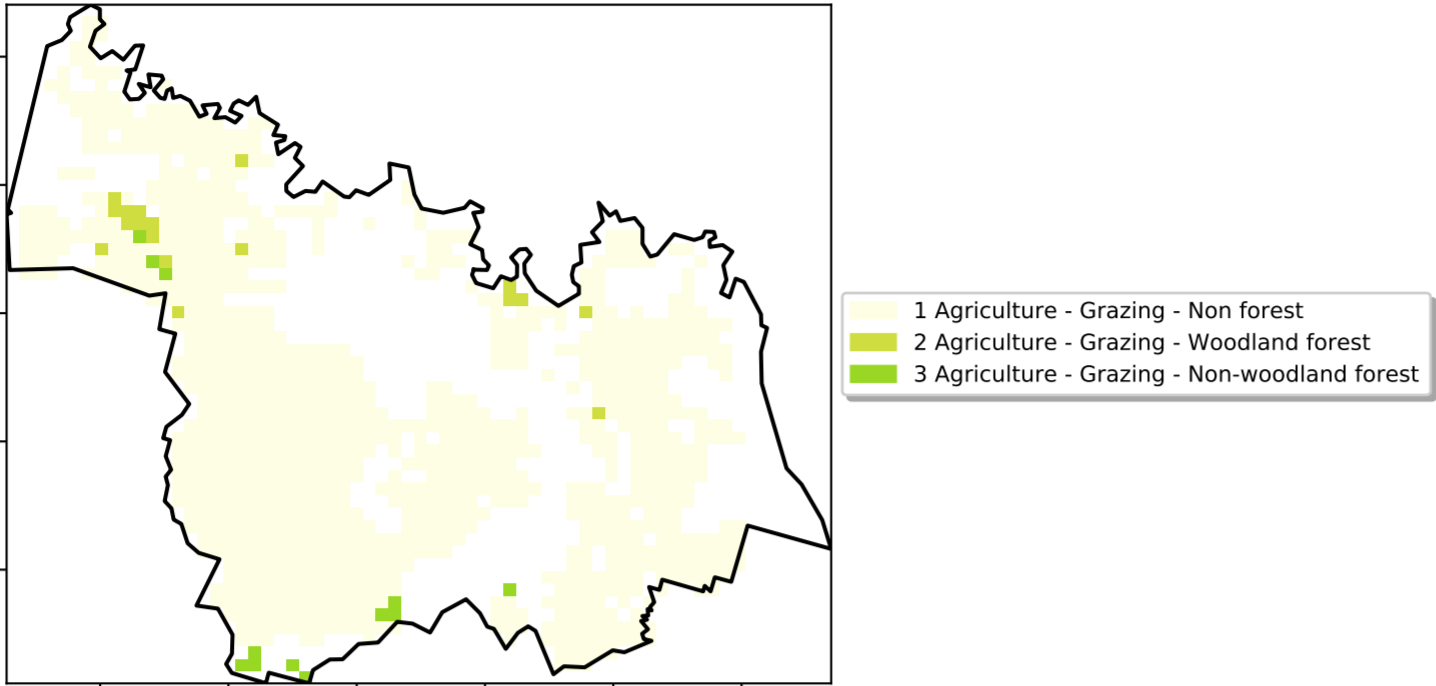 1 Agriculture - Grazing - Non forest
2 Agriculture - Grazing - Woodland forest
3 Agriculture - Grazing - Non-woodland forest